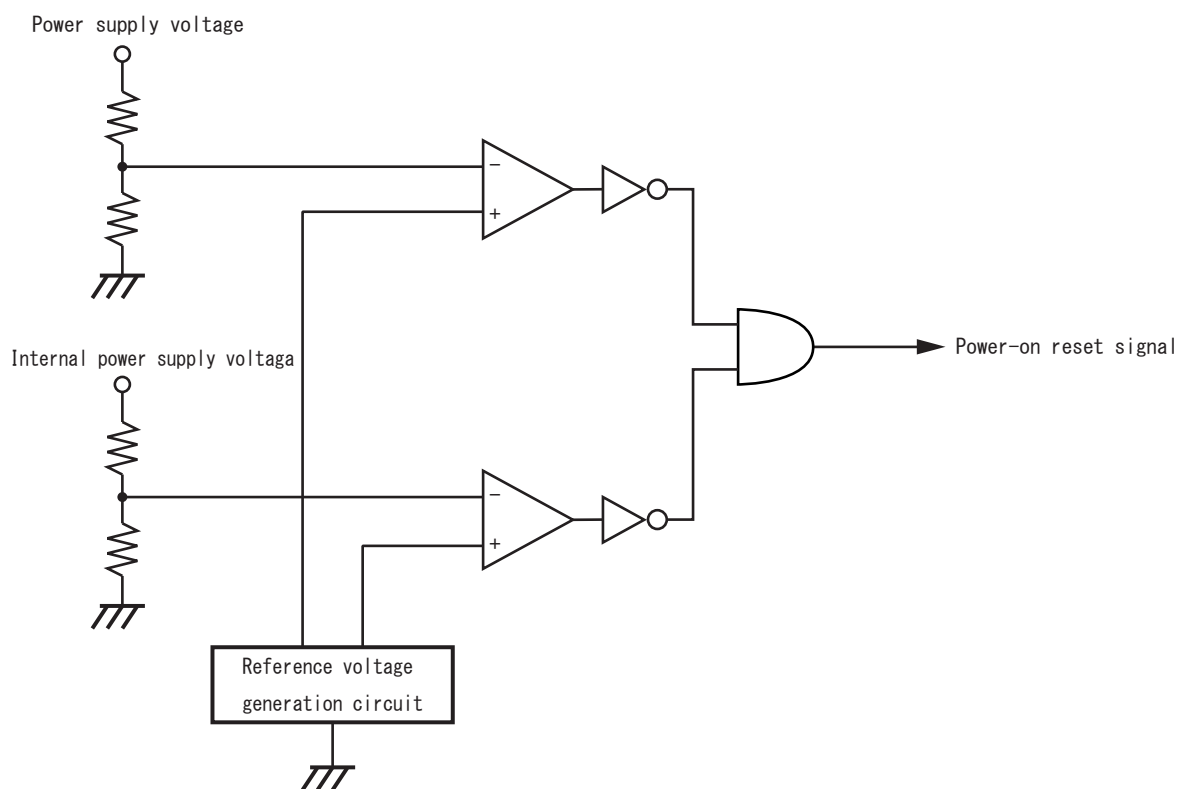 Power supply voltage
−
+
Power-on reset signal
Internal power supply voltaga
−
+
Reference voltage
generation circuit